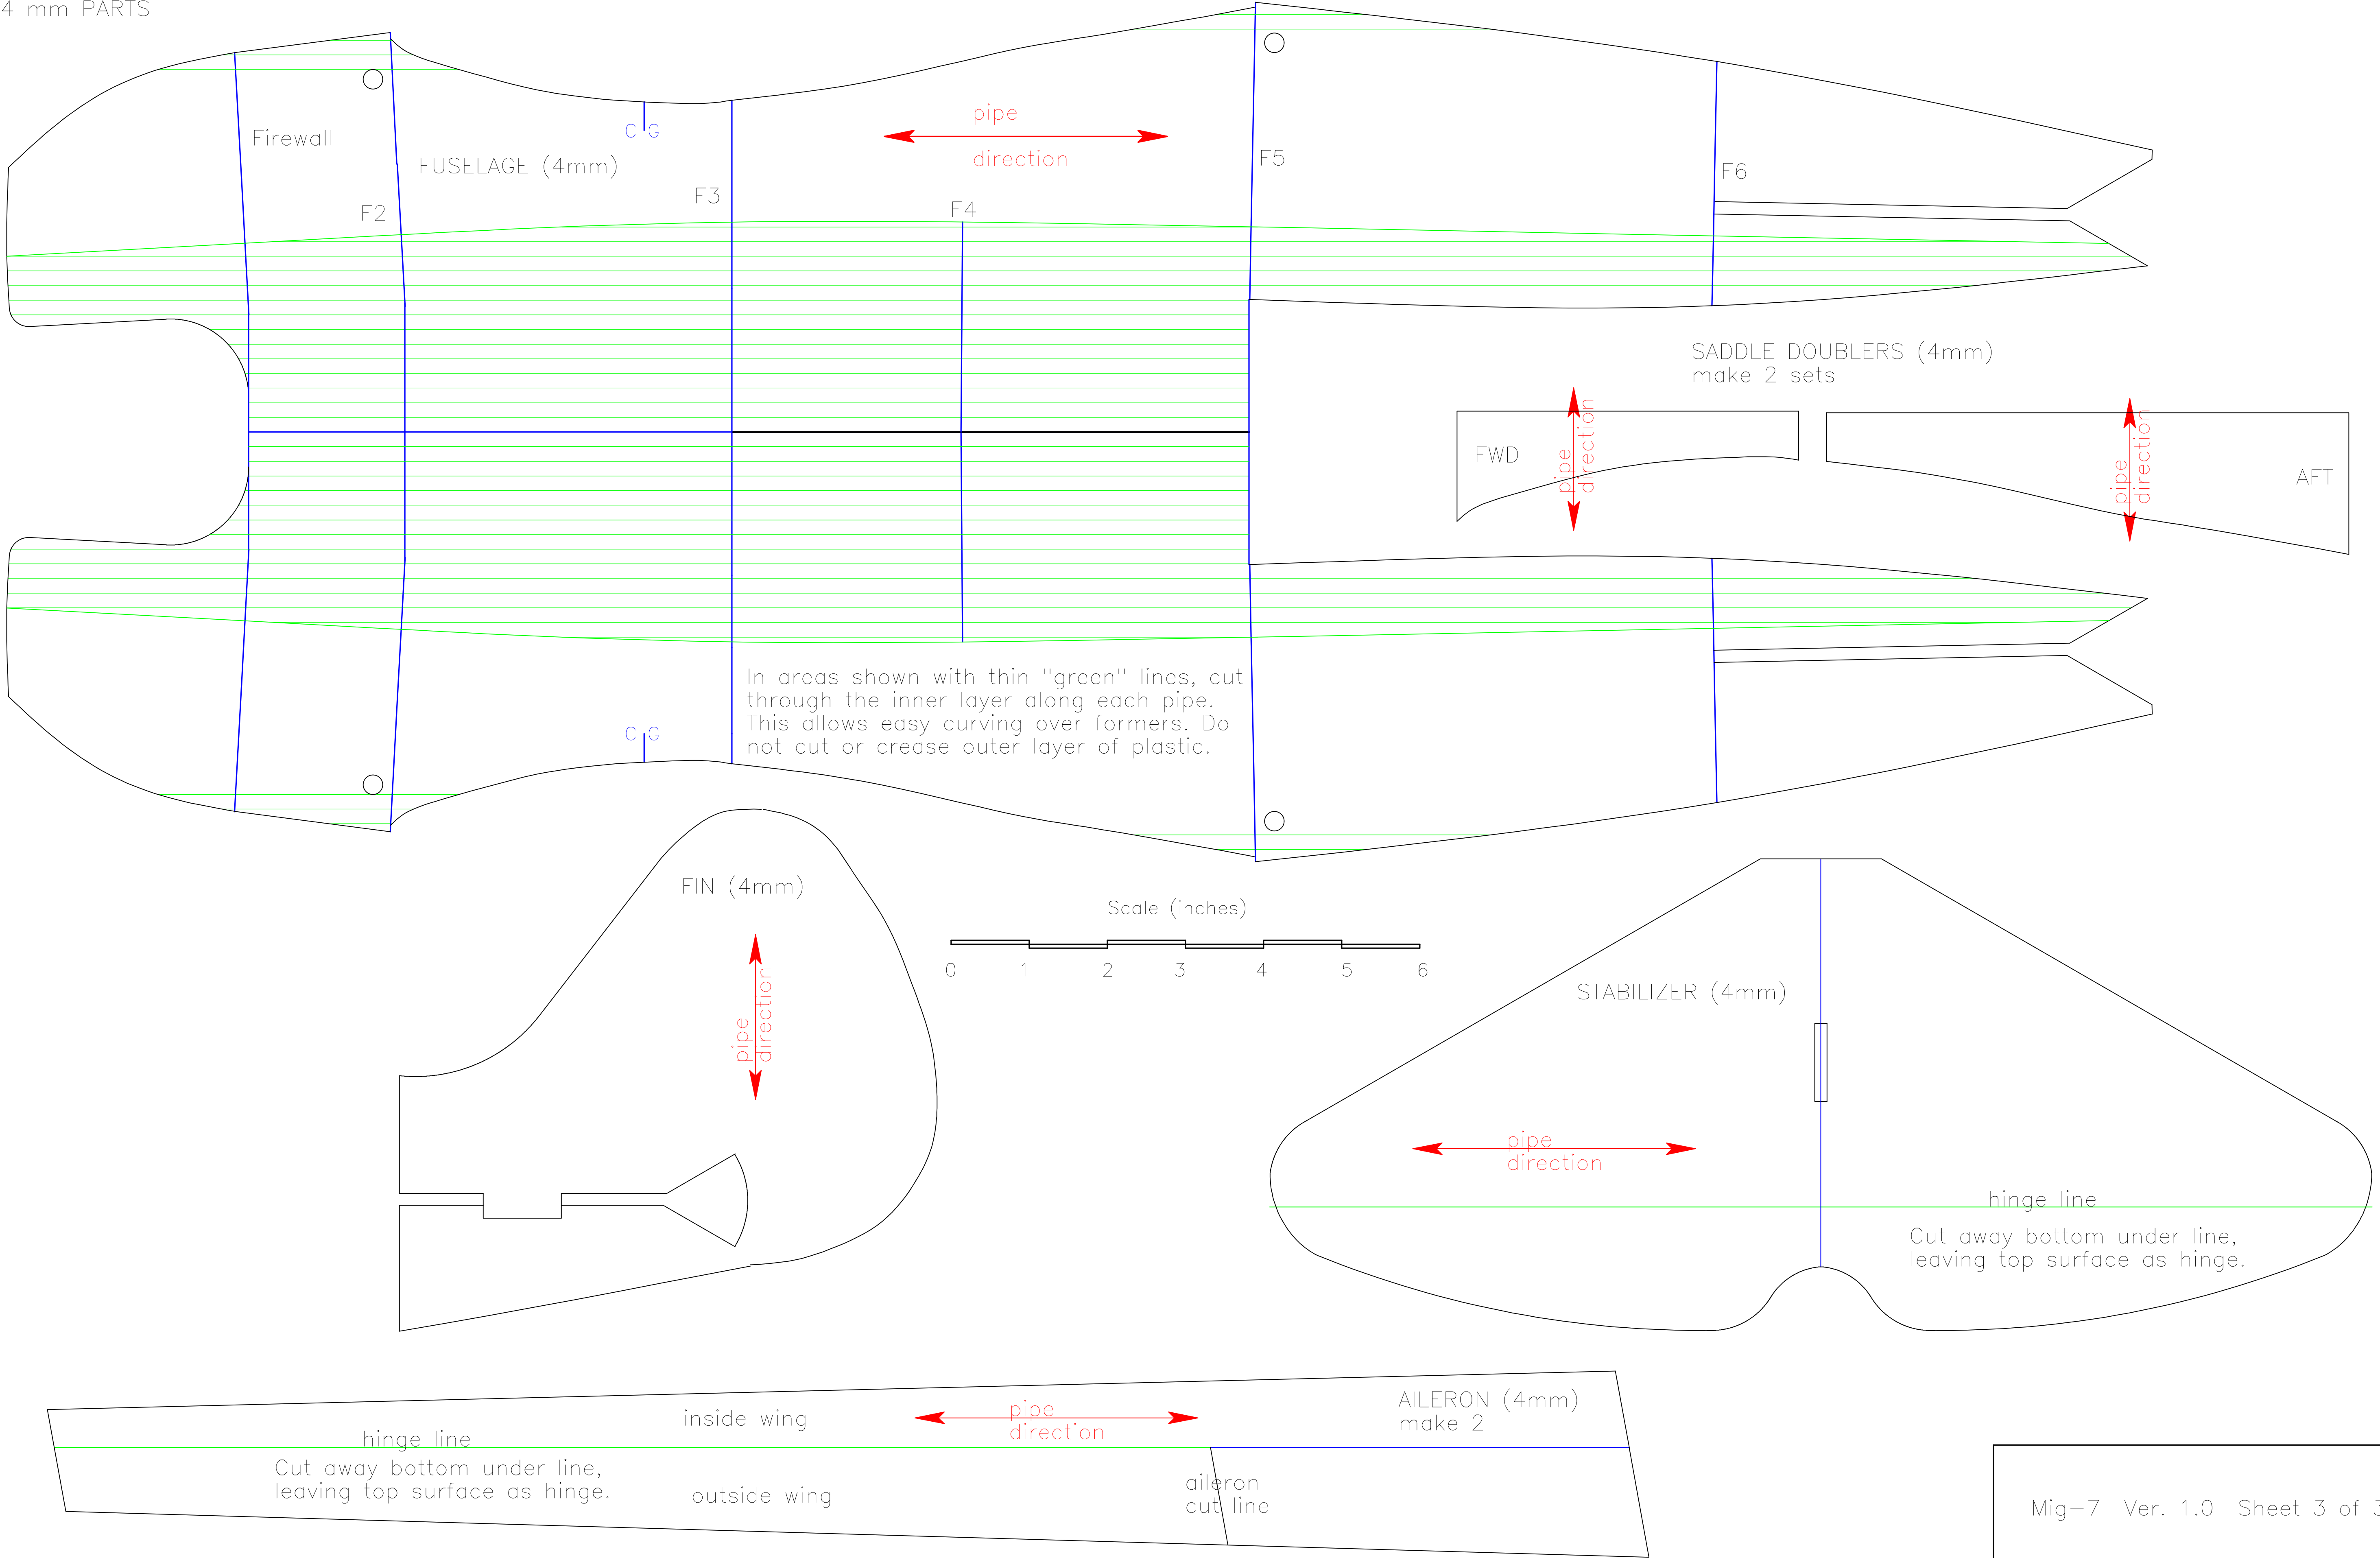 4 mm PARTS
Firewall
FUSELAGE (4mm)
F2
C G
F3
pipe
direction
F4
F5
F6
SADDLE DOUBLERS (4mm)
make 2 sets
FWD
pipe
direction
pipe
direction
AFT
In areas shown with thin "green" lines, cut
through the inner layer along each pipe.
This allows easy curving over formers. Do
not cut or crease outer layer of plastic.
C G
FIN (4mm)
pipe
direction
Scale (inches)
0 1 2 3 4 5 6
STABILIZER (4mm)
pipe
direction
hinge line
Cut away bottom under line,
leaving top surface as hinge.
AILERON (4mm)
make 2
pipe
direction
inside wing
hinge line
Cut away bottom under line,
leaving top surface as hinge.
outside wing
aileron
cut line
Mig-7 Ver. 1.0 Sheet 3 of 3